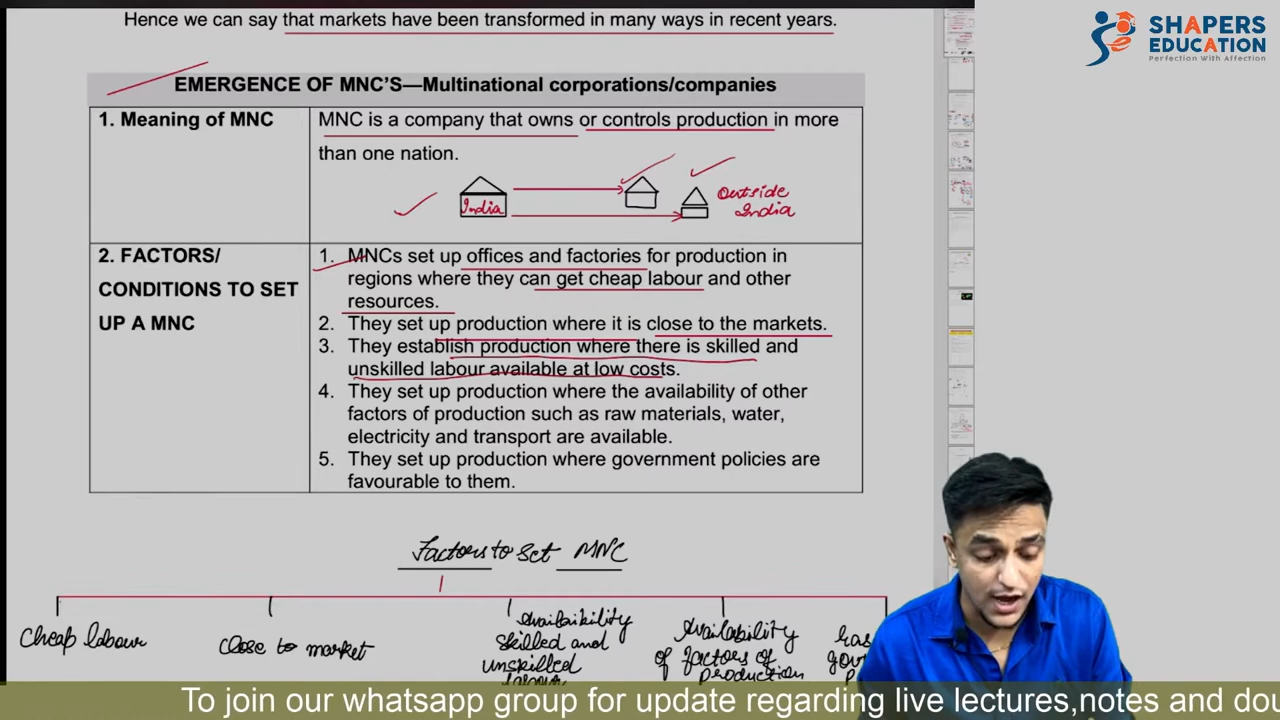 Hence we can say that markets have been transformed in many ways in recent years.
SHAPERS
EDUCATION
Perfection With Affection
EMERGENCE OF MNC'S—Multinational corporations/companies
1. Meaning of MNC
MNC is a company that owns or controls production in more
than one nation.
India
Outside
India
2. FACTORS/
CONDITIONS TO SET
UP A MNC
1. MNCs set up offices and factories for production in
regions where they can get cheap labour and other
resources.
2. They set up production where it is close to the markets.
3. They establish production where there is skilled and
unskilled labour available at low costs.
4. They set up production where the availability of other
factors of production such as raw materials, water,
electricity and transport are available.
5. They set up production where government policies are
favourable to them.
Factors to set MNC
Cheap labour
Close to market
Availaibility
skilled and
unskilled
labour
Availability
of factors of
production
To join our whatsapp group for update regarding live lectures,notes and dou